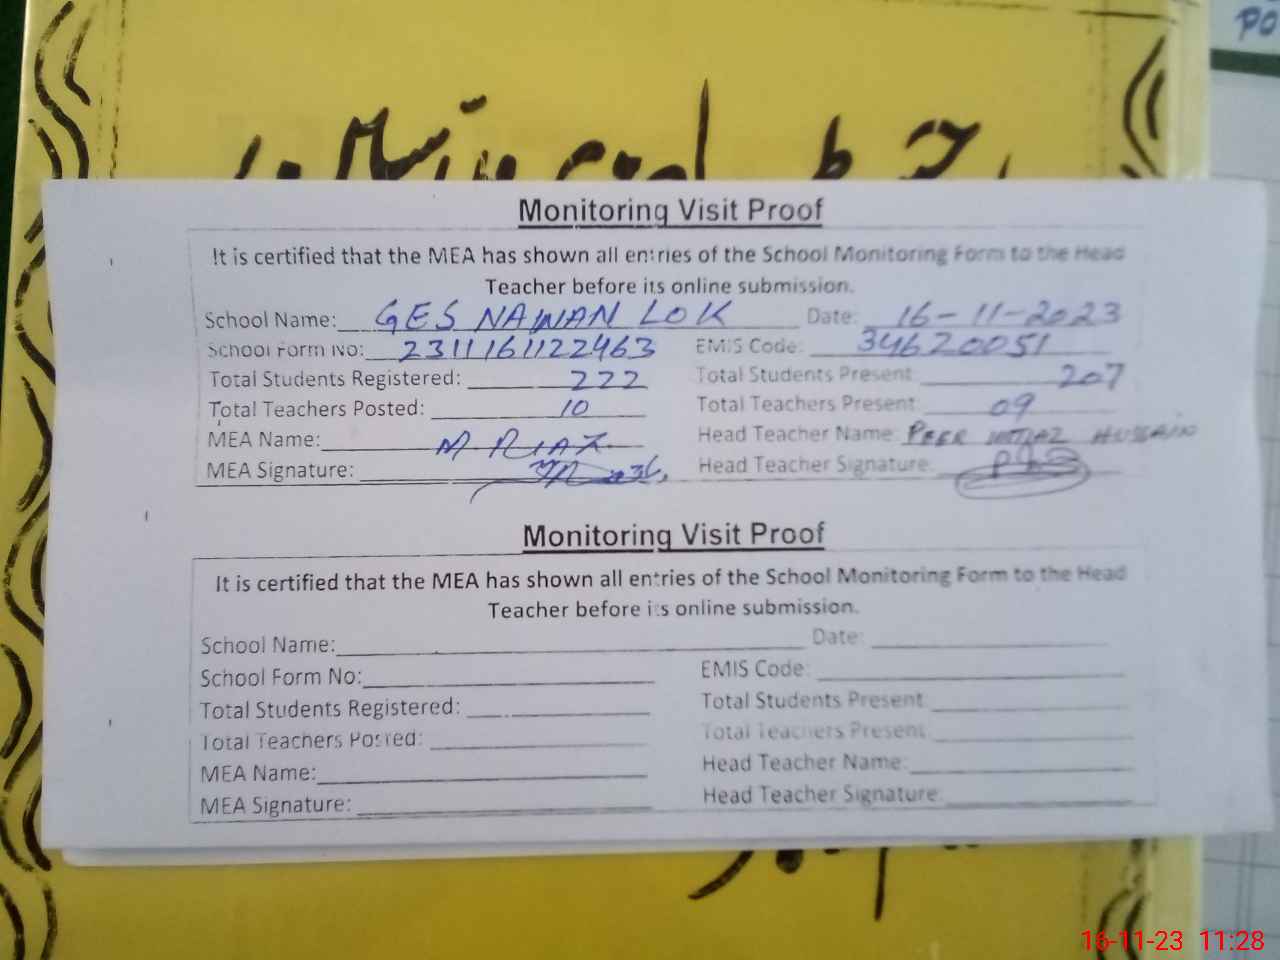 PO
Monitoring Visit Proof
It is certified that the MEA has shown all entries of the School Monitoring Form to the Head
Teacher before its online submission.
School Name: GES NAWAN LOK Date: 16-11-2023
School Form No: 2311161122463 EMIS Code: 34620051
Total Students Registered: 222 Total Students Present: 207
Total Teachers Posted: 10 Total Teachers Present: 09
MEA Name: M RIAZ Head Teacher Name: PEER IMTIAZ HUSSAIN
MEA Signature: Head Teacher Signature:
Monitoring Visit Proof
It is certified that the MEA has shown all entries of the School Monitoring Form to the Head
Teacher before its online submission.
School Name: Date:
School Form No: EMIS Code:
Total Students Registered: Total Students Present:
Total Teachers Posted: Total Teachers Present:
MEA Name: Head Teacher Name:
MEA Signature: Head Teacher Signature:
16-11-23 11:28